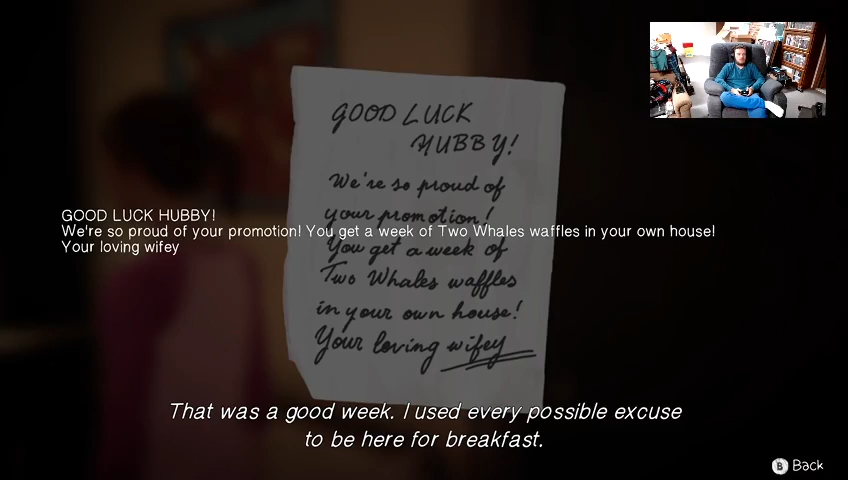 GOOD LUCK
HUBBY!
We're so proud of
your promotion!
You get a week of
Two Whales waffles
in your own house!
Your loving wifey
GOOD LUCK HUBBY!
We're so proud of your promotion! You get a week of Two Whales waffles in your own house!
Your loving wifey
That was a good week. I used every possible excuse
to be here for breakfast.
B Back